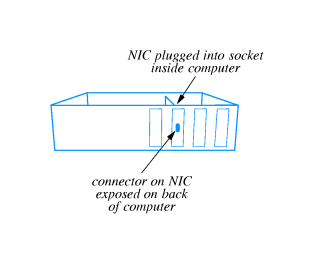 NIC plugged into socket
inside computer
connector on NIC
exposed on back
of computer